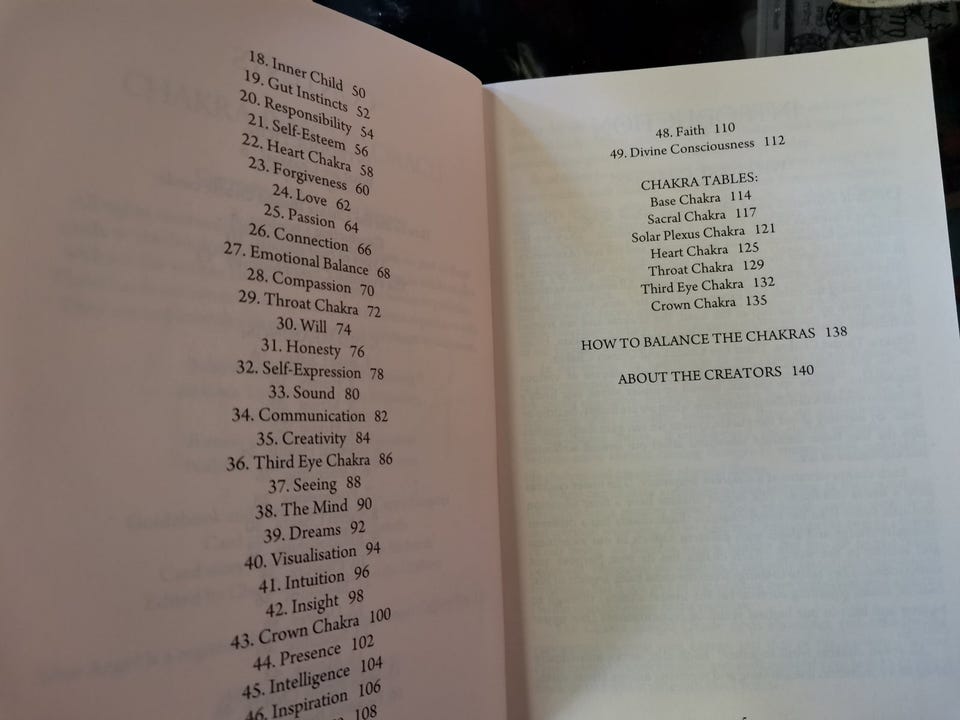 18. Inner Child 50
19. Gut Instincts 52
20. Responsibility 54
21. Self-Esteem 56
22. Heart Chakra 58
23. Forgiveness 60
24. Love 62
25. Passion 64
26. Connection 66
27. Emotional Balance 68
28. Compassion 70
29. Throat Chakra 72
30. Will 74
31. Honesty 76
32. Self-Expression 78
33. Sound 80
34. Communication 82
35. Creativity 84
36. Third Eye Chakra 86
37. Seeing 88
38. The Mind 90
39. Dreams 92
40. Visualisation 94
41. Intuition 96
42. Insight 98
43. Crown Chakra 100
44. Presence 102
45. Intelligence 104
46. Inspiration 106
108
48. Faith 110
49. Divine Consciousness 112
CHAKRA TABLES:
Base Chakra 114
Sacral Chakra 117
Solar Plexus Chakra 121
Heart Chakra 125
Throat Chakra 129
Third Eye Chakra 132
Crown Chakra 135
HOW TO BALANCE THE CHAKRAS 138
ABOUT THE CREATORS 140